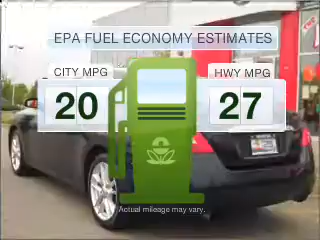 EPA FUEL ECONOMY ESTIMATES
CITY MPG
HWY MPG
20
27
Actual mileage may vary.